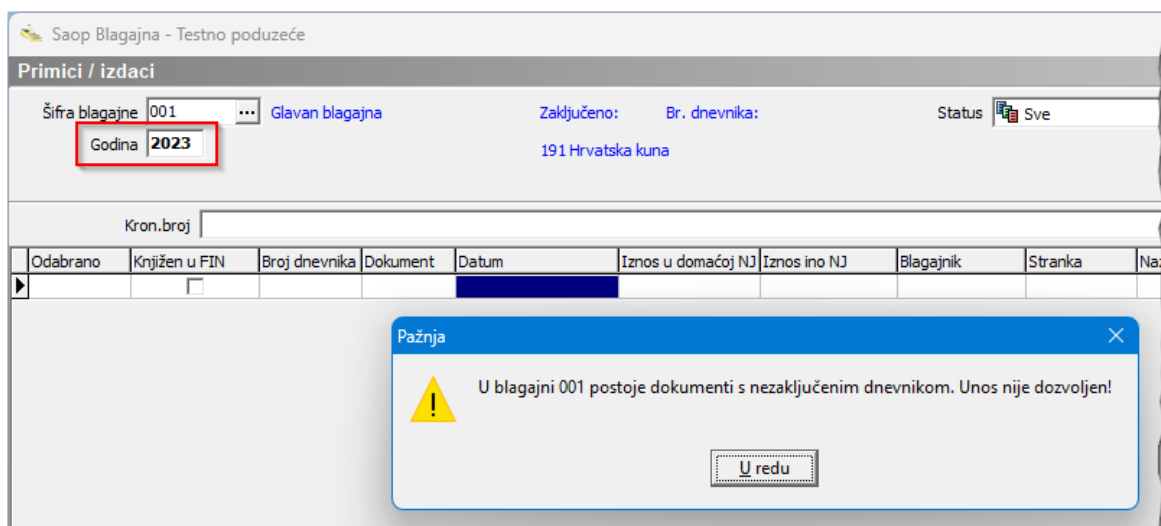 Saop Blagajna - Testno poduzeće
Primici / izdaci
Šifra blagajne 001 ... Glavan blagajna Zaključeno: Br. dnevnika: Status Sve
Godina 2023 191 Hrvatska kuna
Kron.broj
Odabrano Knjižen u FIN Broj dnevnika Dokument Datum Iznos u domaćoj NJ Iznos ino NJ Blagajnik Stranka Naz
Pažnja
U blagajni 001 postoje dokumenti s nezaključenim dnevnikom. Unos nije dozvoljen!
U redu